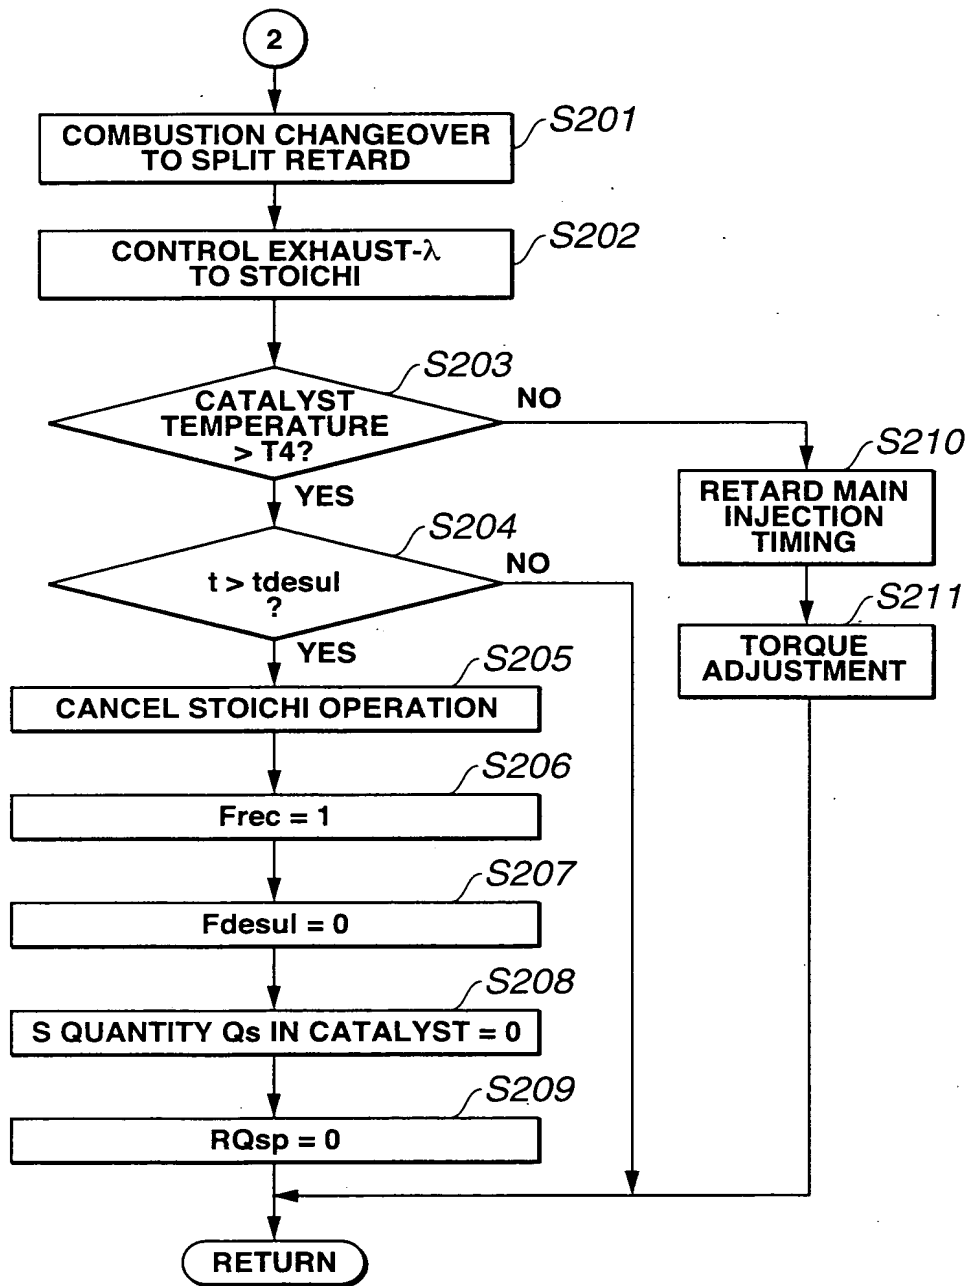 2
COMBUSTION CHANGEOVER
TO SPLIT RETARD
S201
CONTROL EXHAUST-λ
TO STOICHI
S202
CATALYST
TEMPERATURE
> T4?
S203
NO
YES
S210
RETARD MAIN
INJECTION
TIMING
t > tdesul
?
S204
NO
YES
S211
TORQUE
ADJUSTMENT
S205
CANCEL STOICHI OPERATION
S206
Frec = 1
S207
Fdesul = 0
S208
S QUANTITY Qs IN CATALYST = 0
S209
RQsp = 0
RETURN